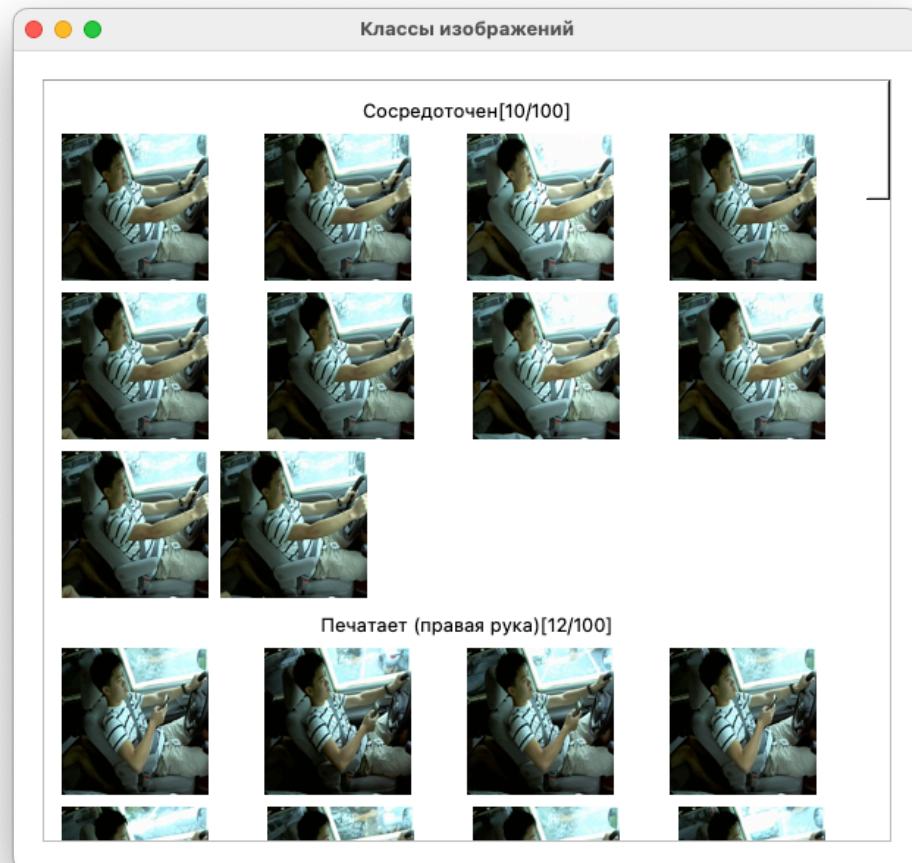 Классы изображений
Сосредоточен[10/100]
Печатает (правая рука)[12/100]